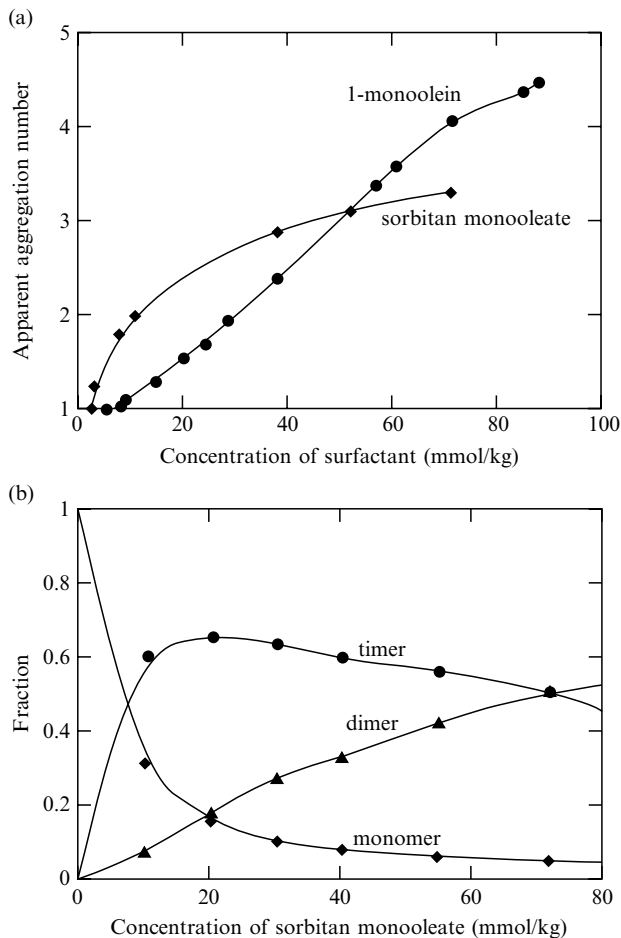 (a)
5
4
3
2
1
Apparent aggregation number
1-monoolein
sorbitan monooleate
0 20 40 60 80 100
Concentration of surfactant (mmol/kg)
(b)
1
0.8
0.6
0.4
0.2
0
Fraction
timer
dimer
monomer
0 20 40 60 80
Concentration of sorbitan monooleate (mmol/kg)